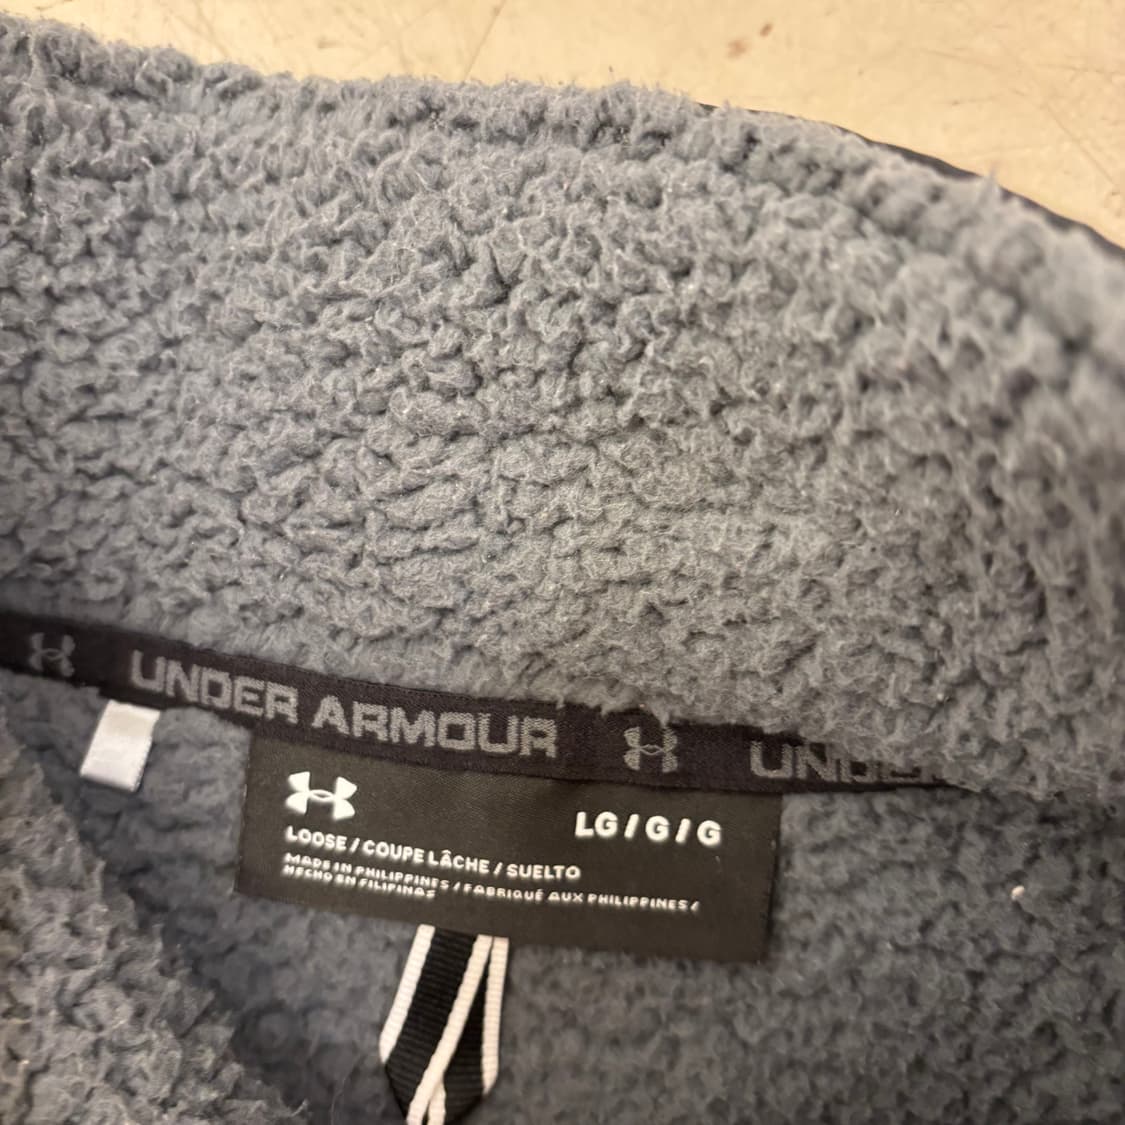 UNDER ARMOUR UNDER
LG / G / G
LOOSE / COUPE LÂCHE / SUELTO
MADE IN PHILIPPINES / FABRIQUÉ AUX PHILIPPINES /
HECHO EN FILIPINAS